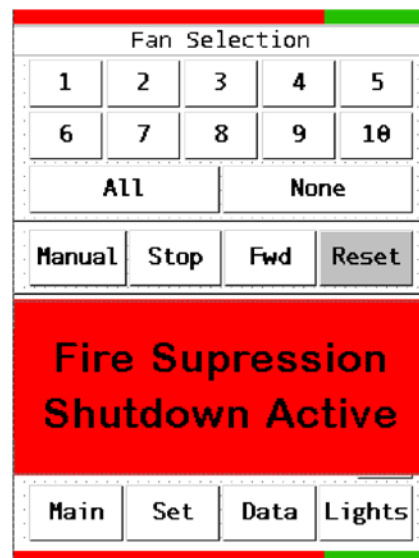 Fan Selection
1 2 3 4 5
6 7 8 9 10
All None
Manual Stop Fwd Reset
Fire Supression
Shutdown Active
Main Set Data Lights